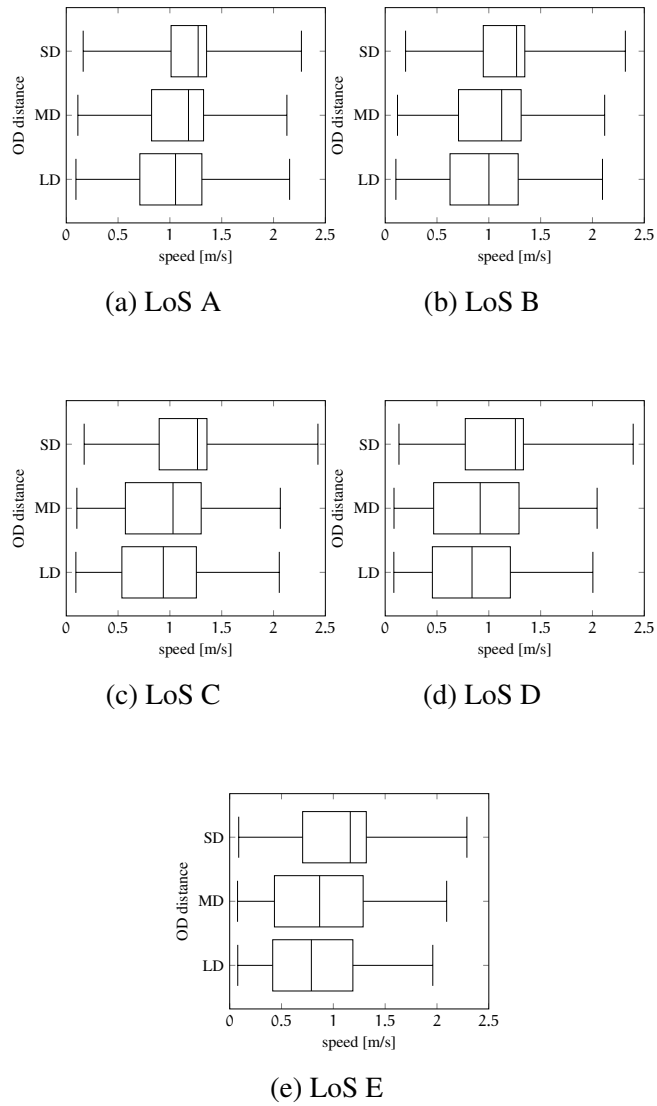 SD
MD
LD
OD distance
0 0.5 1 1.5 2 2.5
speed [m/s]
(a) LoS A
SD
MD
LD
OD distance
0 0.5 1 1.5 2 2.5
speed [m/s]
(b) LoS B
SD
MD
LD
OD distance
0 0.5 1 1.5 2 2.5
speed [m/s]
(c) LoS C
SD
MD
LD
OD distance
0 0.5 1 1.5 2 2.5
speed [m/s]
(d) LoS D
SD
MD
LD
OD distance
0 0.5 1 1.5 2 2.5
speed [m/s]
(e) LoS E